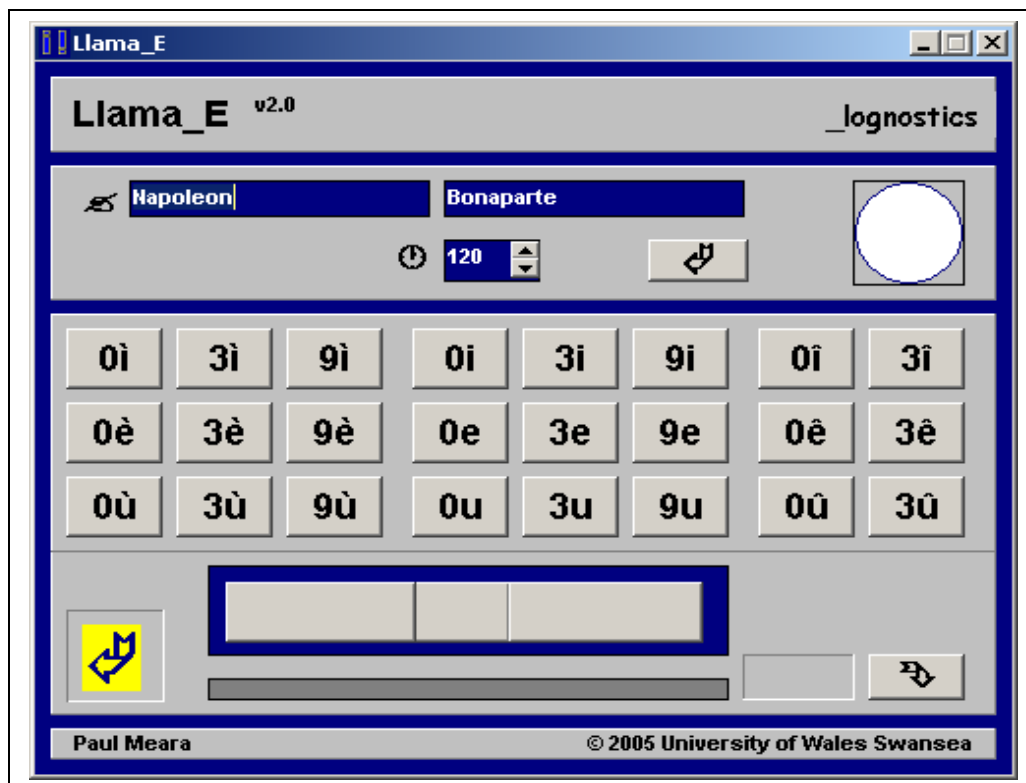 Llama_E
Llama_E v2.0 _lognostics
Napoleon Bonaparte
120
0ì 3ì 9ì 0i 3i 9i 0î 3î
0è 3è 9è 0e 3e 9e 0ê 3ê
0ù 3ù 9ù 0u 3u 9u 0û 3û
Paul Meara © 2005 University of Wales Swansea